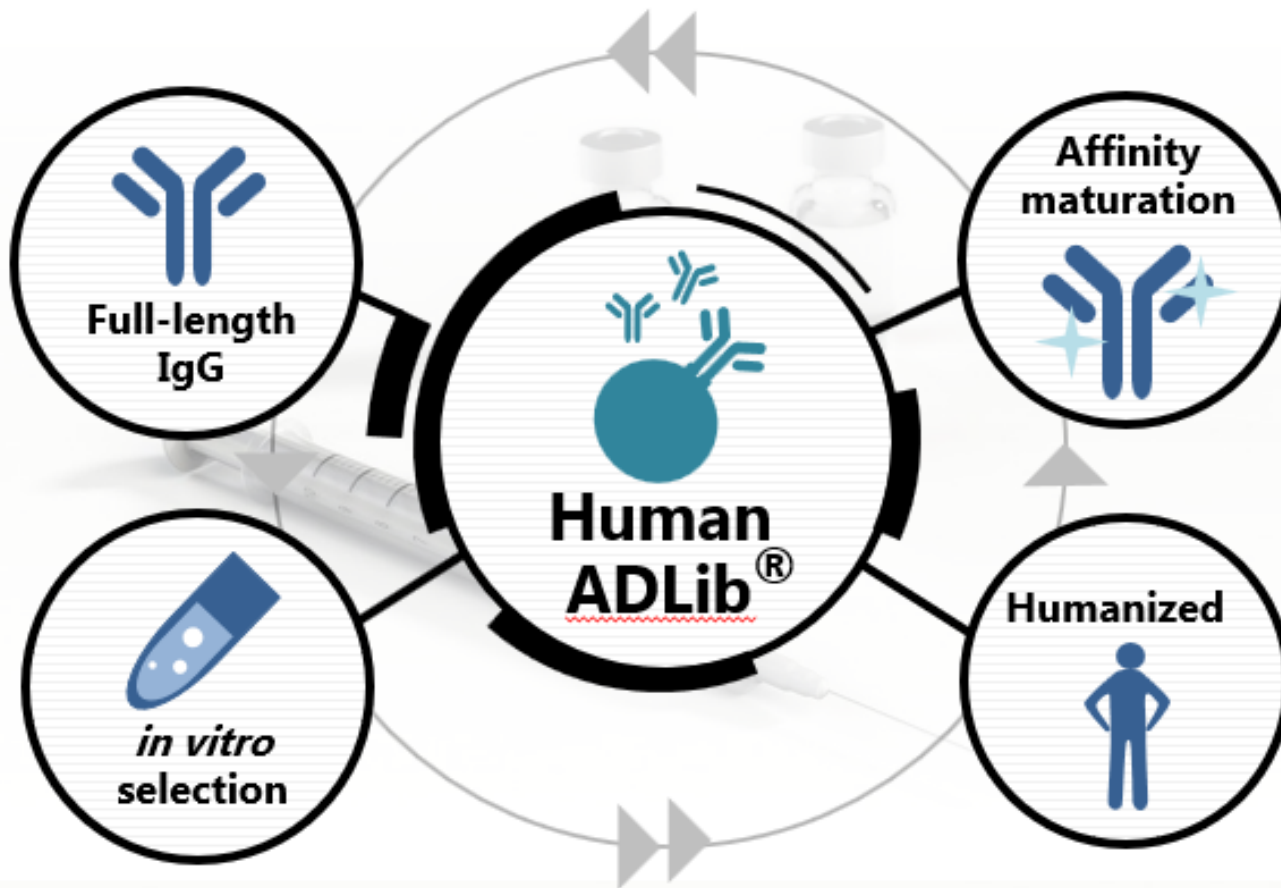 Full-length
IgG
Affinity
maturation
Human
ADLib®
in vitro
selection
Humanized